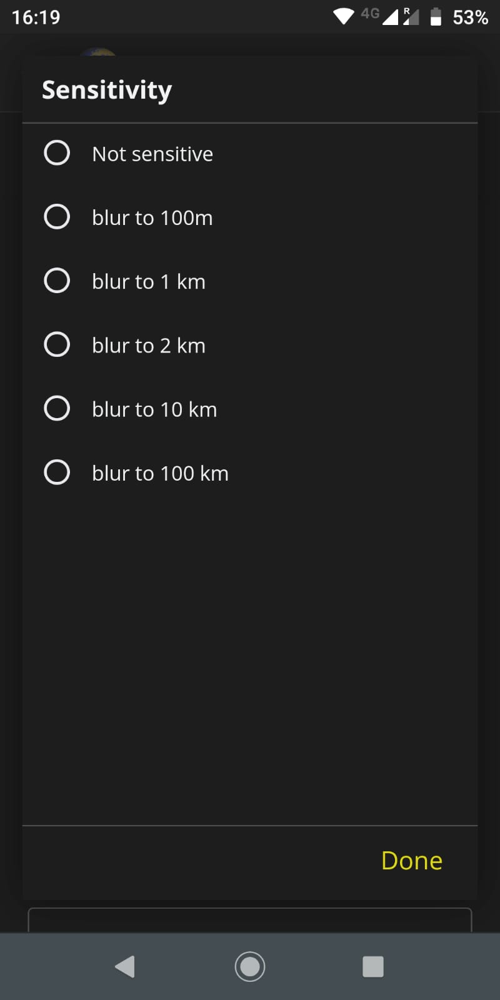 16:19
4G
R
53%
Sensitivity
Not sensitive
blur to 100m
blur to 1 km
blur to 2 km
blur to 10 km
blur to 100 km
Done